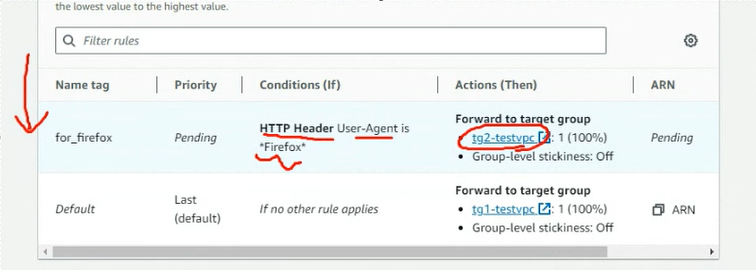 the lowest value to the highest value.
Filter rules
Name tag Priority Conditions (If) Actions (Then) ARN
for_firefox Pending HTTP Header User-Agent is *Firefox* Forward to target group
tg2-testvpc : 1 (100%)
Group-level stickiness: Off
Pending
Default Last (default) If no other rule applies Forward to target group
tg1-testvpc : 1 (100%)
Group-level stickiness: Off
ARN